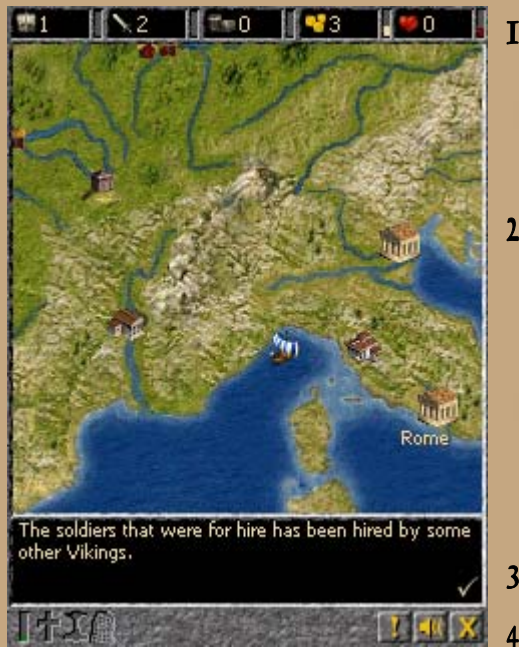 1 2 0 3 0
1
2
Rome
The soldiers that were for hire has been hired by some
other Vikings.
3
4
! X